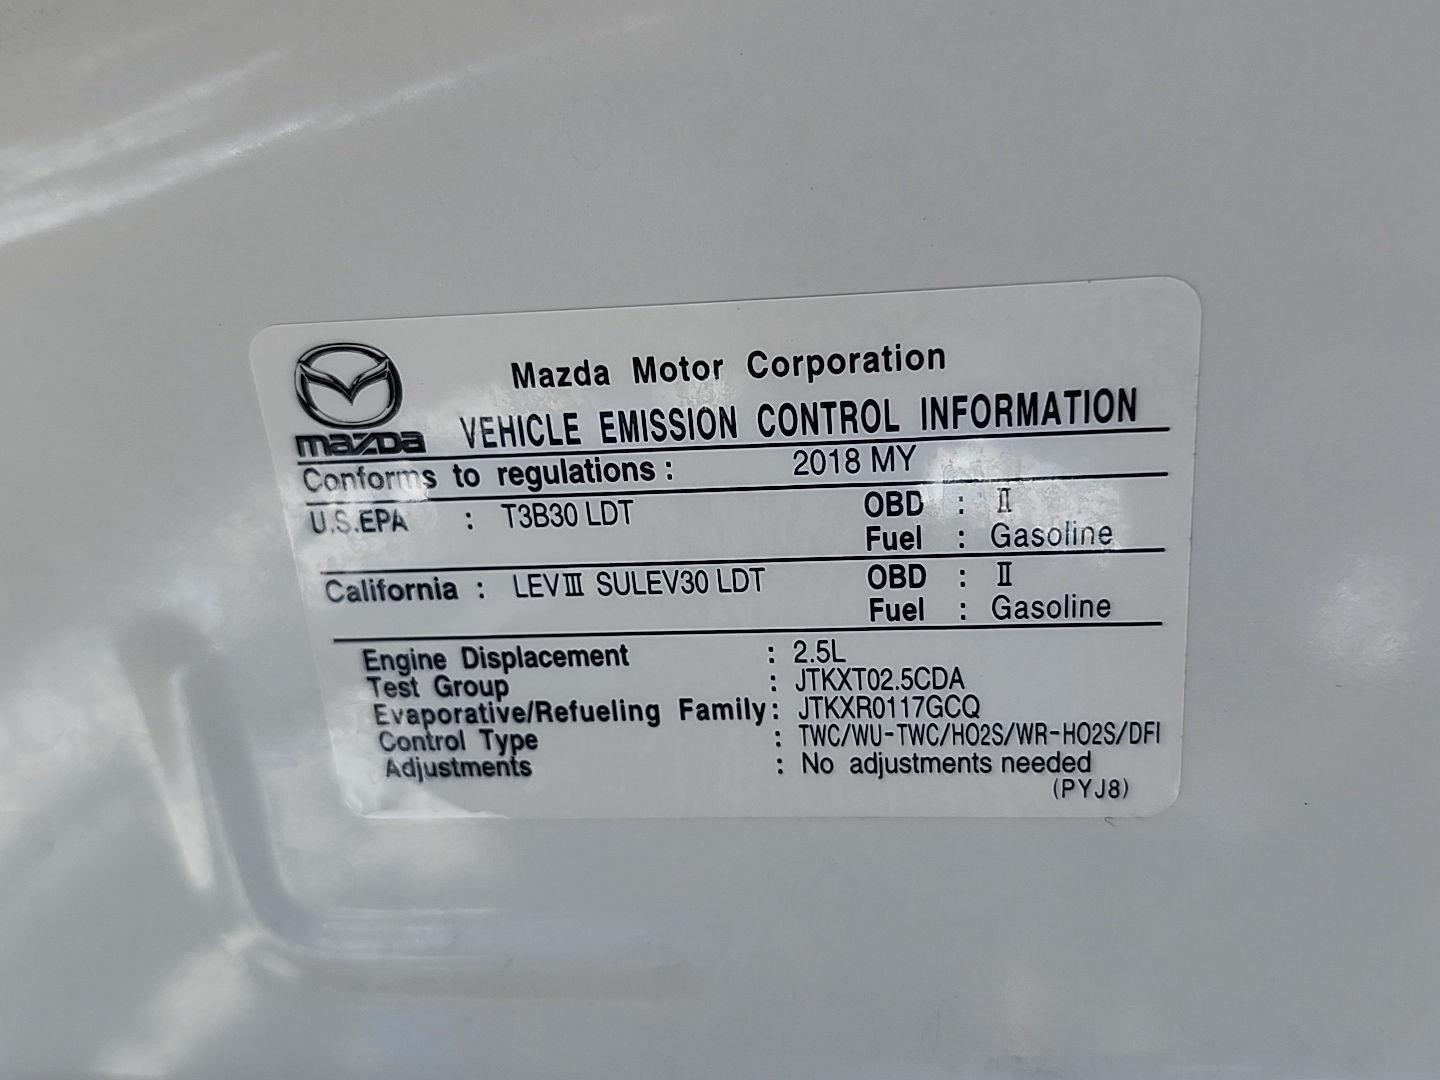 Mazda Motor Corporation
mazda VEHICLE EMISSION CONTROL INFORMATION
Conforms to regulations : 2018 MY
U.S.EPA : T3B30 LDT OBD : Ⅱ
Fuel : Gasoline
California : LEVⅢ SULEV30 LDT OBD : Ⅱ
Fuel : Gasoline
Engine Displacement : 2.5L
Test Group : JTKXT02.5CDA
Evaporative/Refueling Family : JTKXR0117GCQ
Control Type : TWC/WU-TWC/HO2S/WR-HO2S/DFI
Adjustments : No adjustments needed
(PYJ8)